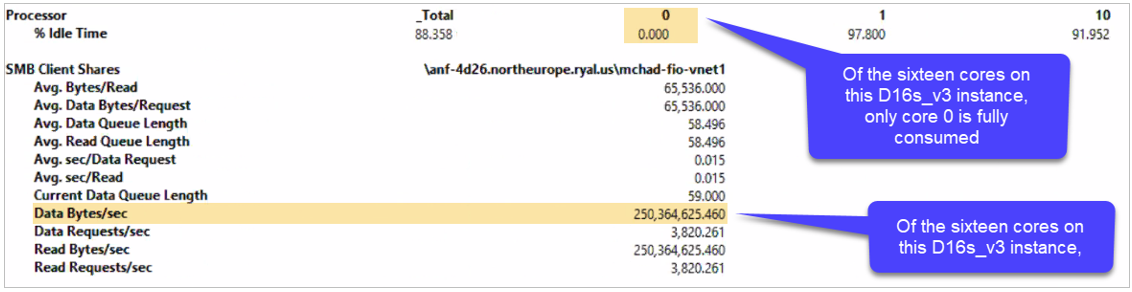 Processor _Total 0 1 10
% Idle Time 88.358 0.000 97.800 91.952
SMB Client Shares \anf-4d26.northeurope.ryal.us\mchad-fio-vnet1
Avg. Bytes/Read 65,536.000
Avg. Data Bytes/Request 65,536.000
Avg. Data Queue Length 58.496
Avg. Read Queue Length 58.496
Avg. sec/Data Request 0.015
Avg. sec/Read 0.015
Current Data Queue Length 59.000
Data Bytes/sec 250,364,625.460
Data Requests/sec 3,820.261
Read Bytes/sec 250,364,625.460
Read Requests/sec 3,820.261
Of the sixteen cores on
this D16s_v3 instance,
only core 0 is fully
consumed
Of the sixteen cores on
this D16s_v3 instance,